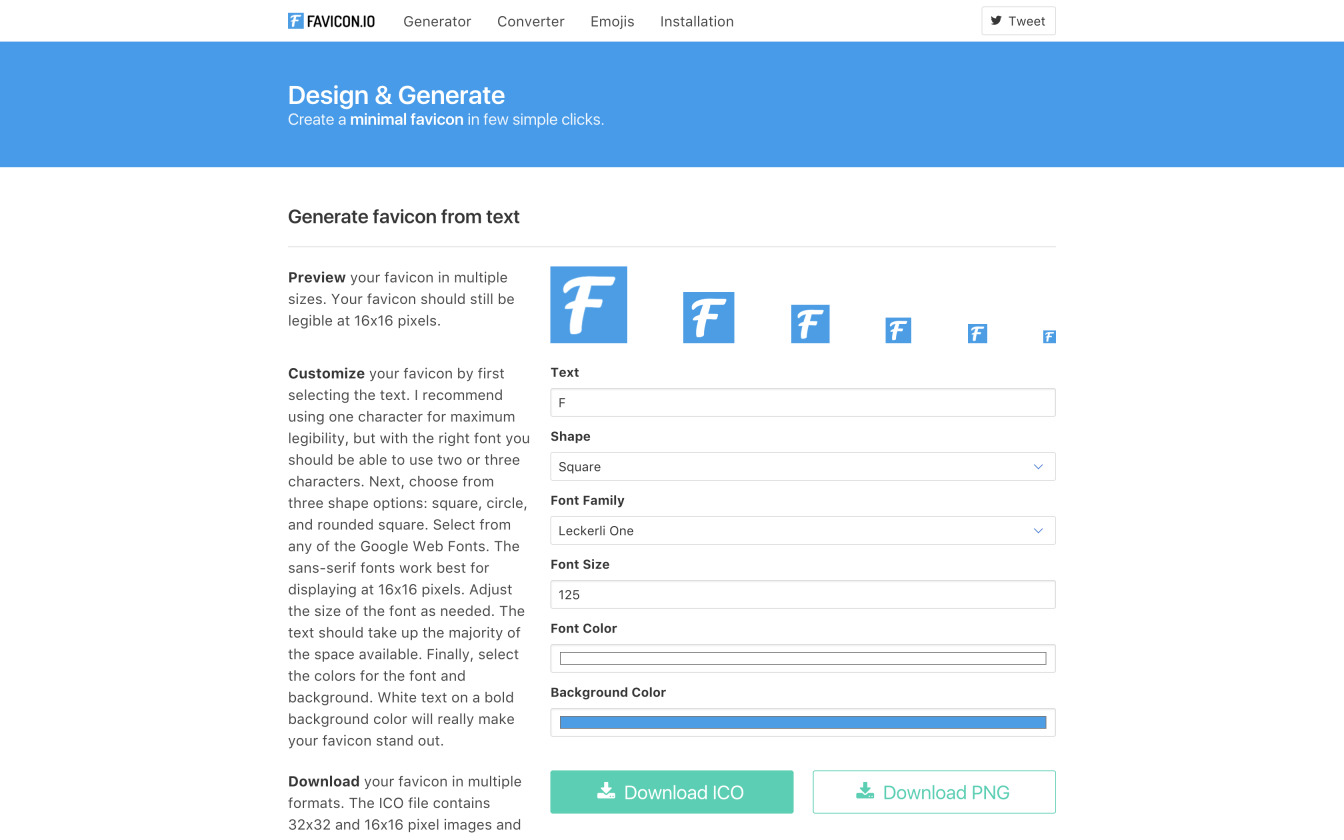 F FAVICON.IO Generator Converter Emojis Installation Tweet
Design & Generate
Create a minimal favicon in few simple clicks.
Generate favicon from text
Preview your favicon in multiple
sizes. Your favicon should still be
legible at 16x16 pixels.
F F F F F F
Customize your favicon by first
selecting the text. I recommend
using one character for maximum
legibility, but with the right font you
should be able to use two or three
characters. Next, choose from
three shape options: square, circle,
and rounded square. Select from
any of the Google Web Fonts. The
sans-serif fonts work best for
displaying at 16x16 pixels. Adjust
the size of the font as needed. The
text should take up the majority of
the space available. Finally, select
the colors for the font and
background. White text on a bold
background color will really make
your favicon stand out.
Text
F
Shape
Square
Font Family
Leckerli One
Font Size
125
Font Color
Background Color
Download your favicon in multiple
formats. The ICO file contains
32x32 and 16x16 pixel images and
Download ICO
Download PNG